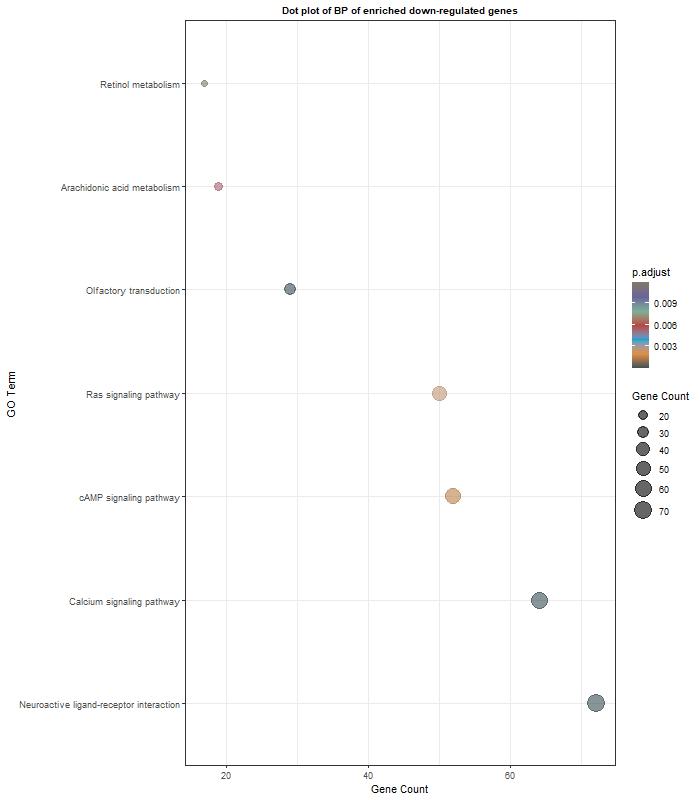 Dot plot of BP of enriched down-regulated genes
GO Term
Retinol metabolism
Arachidonic acid metabolism
Olfactory transduction
Ras signaling pathway
cAMP signaling pathway
Calcium signaling pathway
Neuroactive ligand-receptor interaction
20 40 60
Gene Count
p.adjust
0.009
0.006
0.003
Gene Count
20
30
40
50
60
70